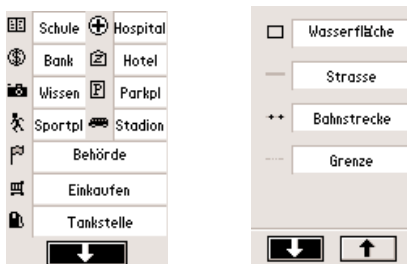 Schule Hospital
Bank Hotel
Wissen P Parkpl
Sportpl Stadion
Behörde
Einkaufen
Tankstelle
Wasserfläche
Strasse
Bahnstrecke
Grenze